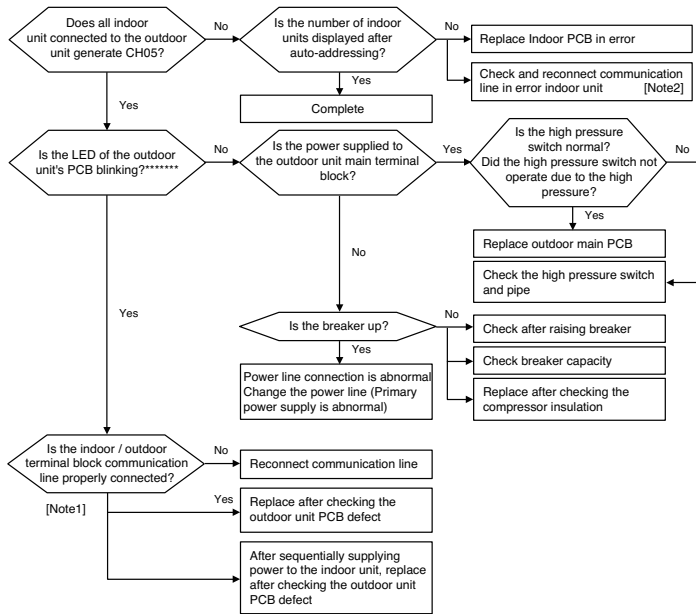 Does all indoor
unit connected to the outdoor
unit generate CH05?
No
Is the number of indoor
units displayed after
auto-addressing?
No
Replace Indoor PCB in error
Check and reconnect communication
line in error indoor unit [Note2]
Yes
Complete
Yes
Is the LED of the outdoor
unit's PCB blinking?*******
No
Is the power supplied to
the outdoor unit main terminal
block?
Yes
Is the high pressure
switch normal?
Did the high pressure switch not
operate due to the high
pressure?
No
Yes
Replace outdoor main PCB
Check the high pressure switch
and pipe
No
Yes
Is the breaker up?
No
Check after raising breaker
Check breaker capacity
Replace after checking the
compressor insulation
Yes
Power line connection is abnormal
Change the power line (Primary
power supply is abnormal)
Is the indoor / outdoor
terminal block communication
line properly connected?
No
Reconnect communication line
[Note1]
Yes
Replace after checking the
outdoor unit PCB defect
After sequentially supplying
power to the indoor unit, replace
after checking the outdoor unit
PCB defect